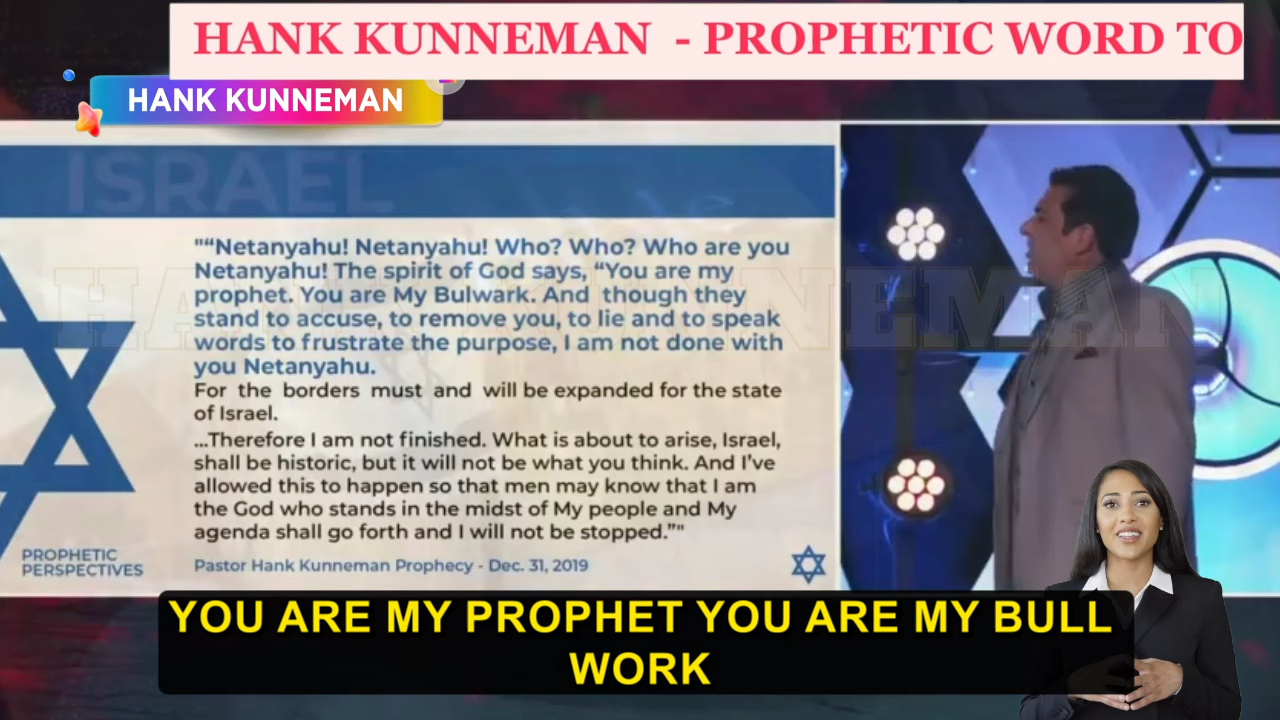 HANK KUNNEMAN - PROPHETIC WORD TO
HANK KUNNEMAN
ISRAEL
HANK KUNNEMAN
"“Netanyahu! Netanyahu! Who? Who? Who are you
Netanyahu! The spirit of God says, “You are my
prophet. You are My Bulwark. And though they
stand to accuse, to remove you, to lie and to speak
words to frustrate the purpose, I am not done with
you Netanyahu.
For the borders must and will be expanded for the state
of Israel.
...Therefore I am not finished. What is about to arise, Israel,
shall be historic, but it will not be what you think. And I’ve
allowed this to happen so that men may know that I am
the God who stands in the midst of My people and My
agenda shall go forth and I will not be stopped.”"
PROPHETIC
PERSPECTIVES
Pastor Hank Kunneman Prophecy - Dec. 31, 2019
YOU ARE MY PROPHET YOU ARE MY BULL
WORK